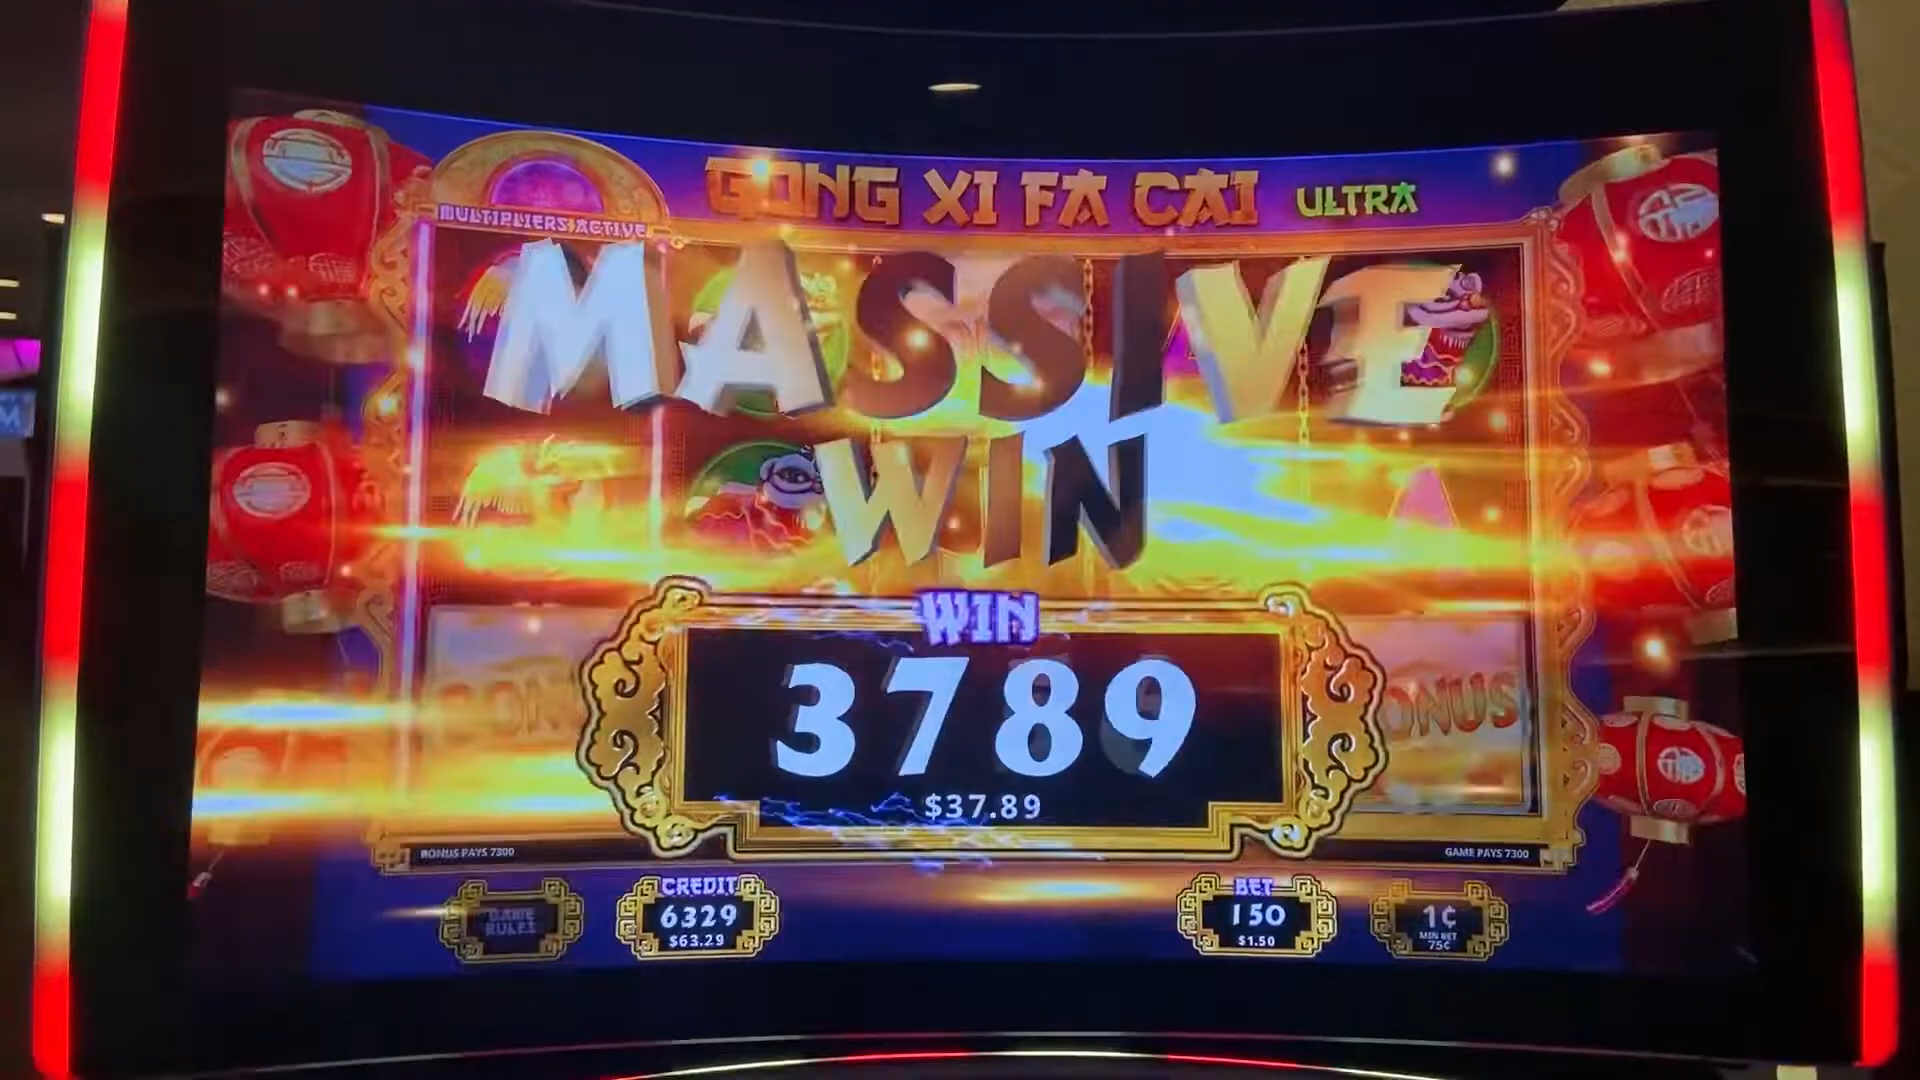 GONG XI FA CAI ULTRA
MULTIPLIERS ACTIVE
MASSIVE
WIN
WIN
3789
$37.89
BONUS
BONUS PAYS 7300
GAME PAYS 7300
GAME RULES
CREDIT
6329
$63.29
BET
150
$1.50
1¢
MIN BET
75¢